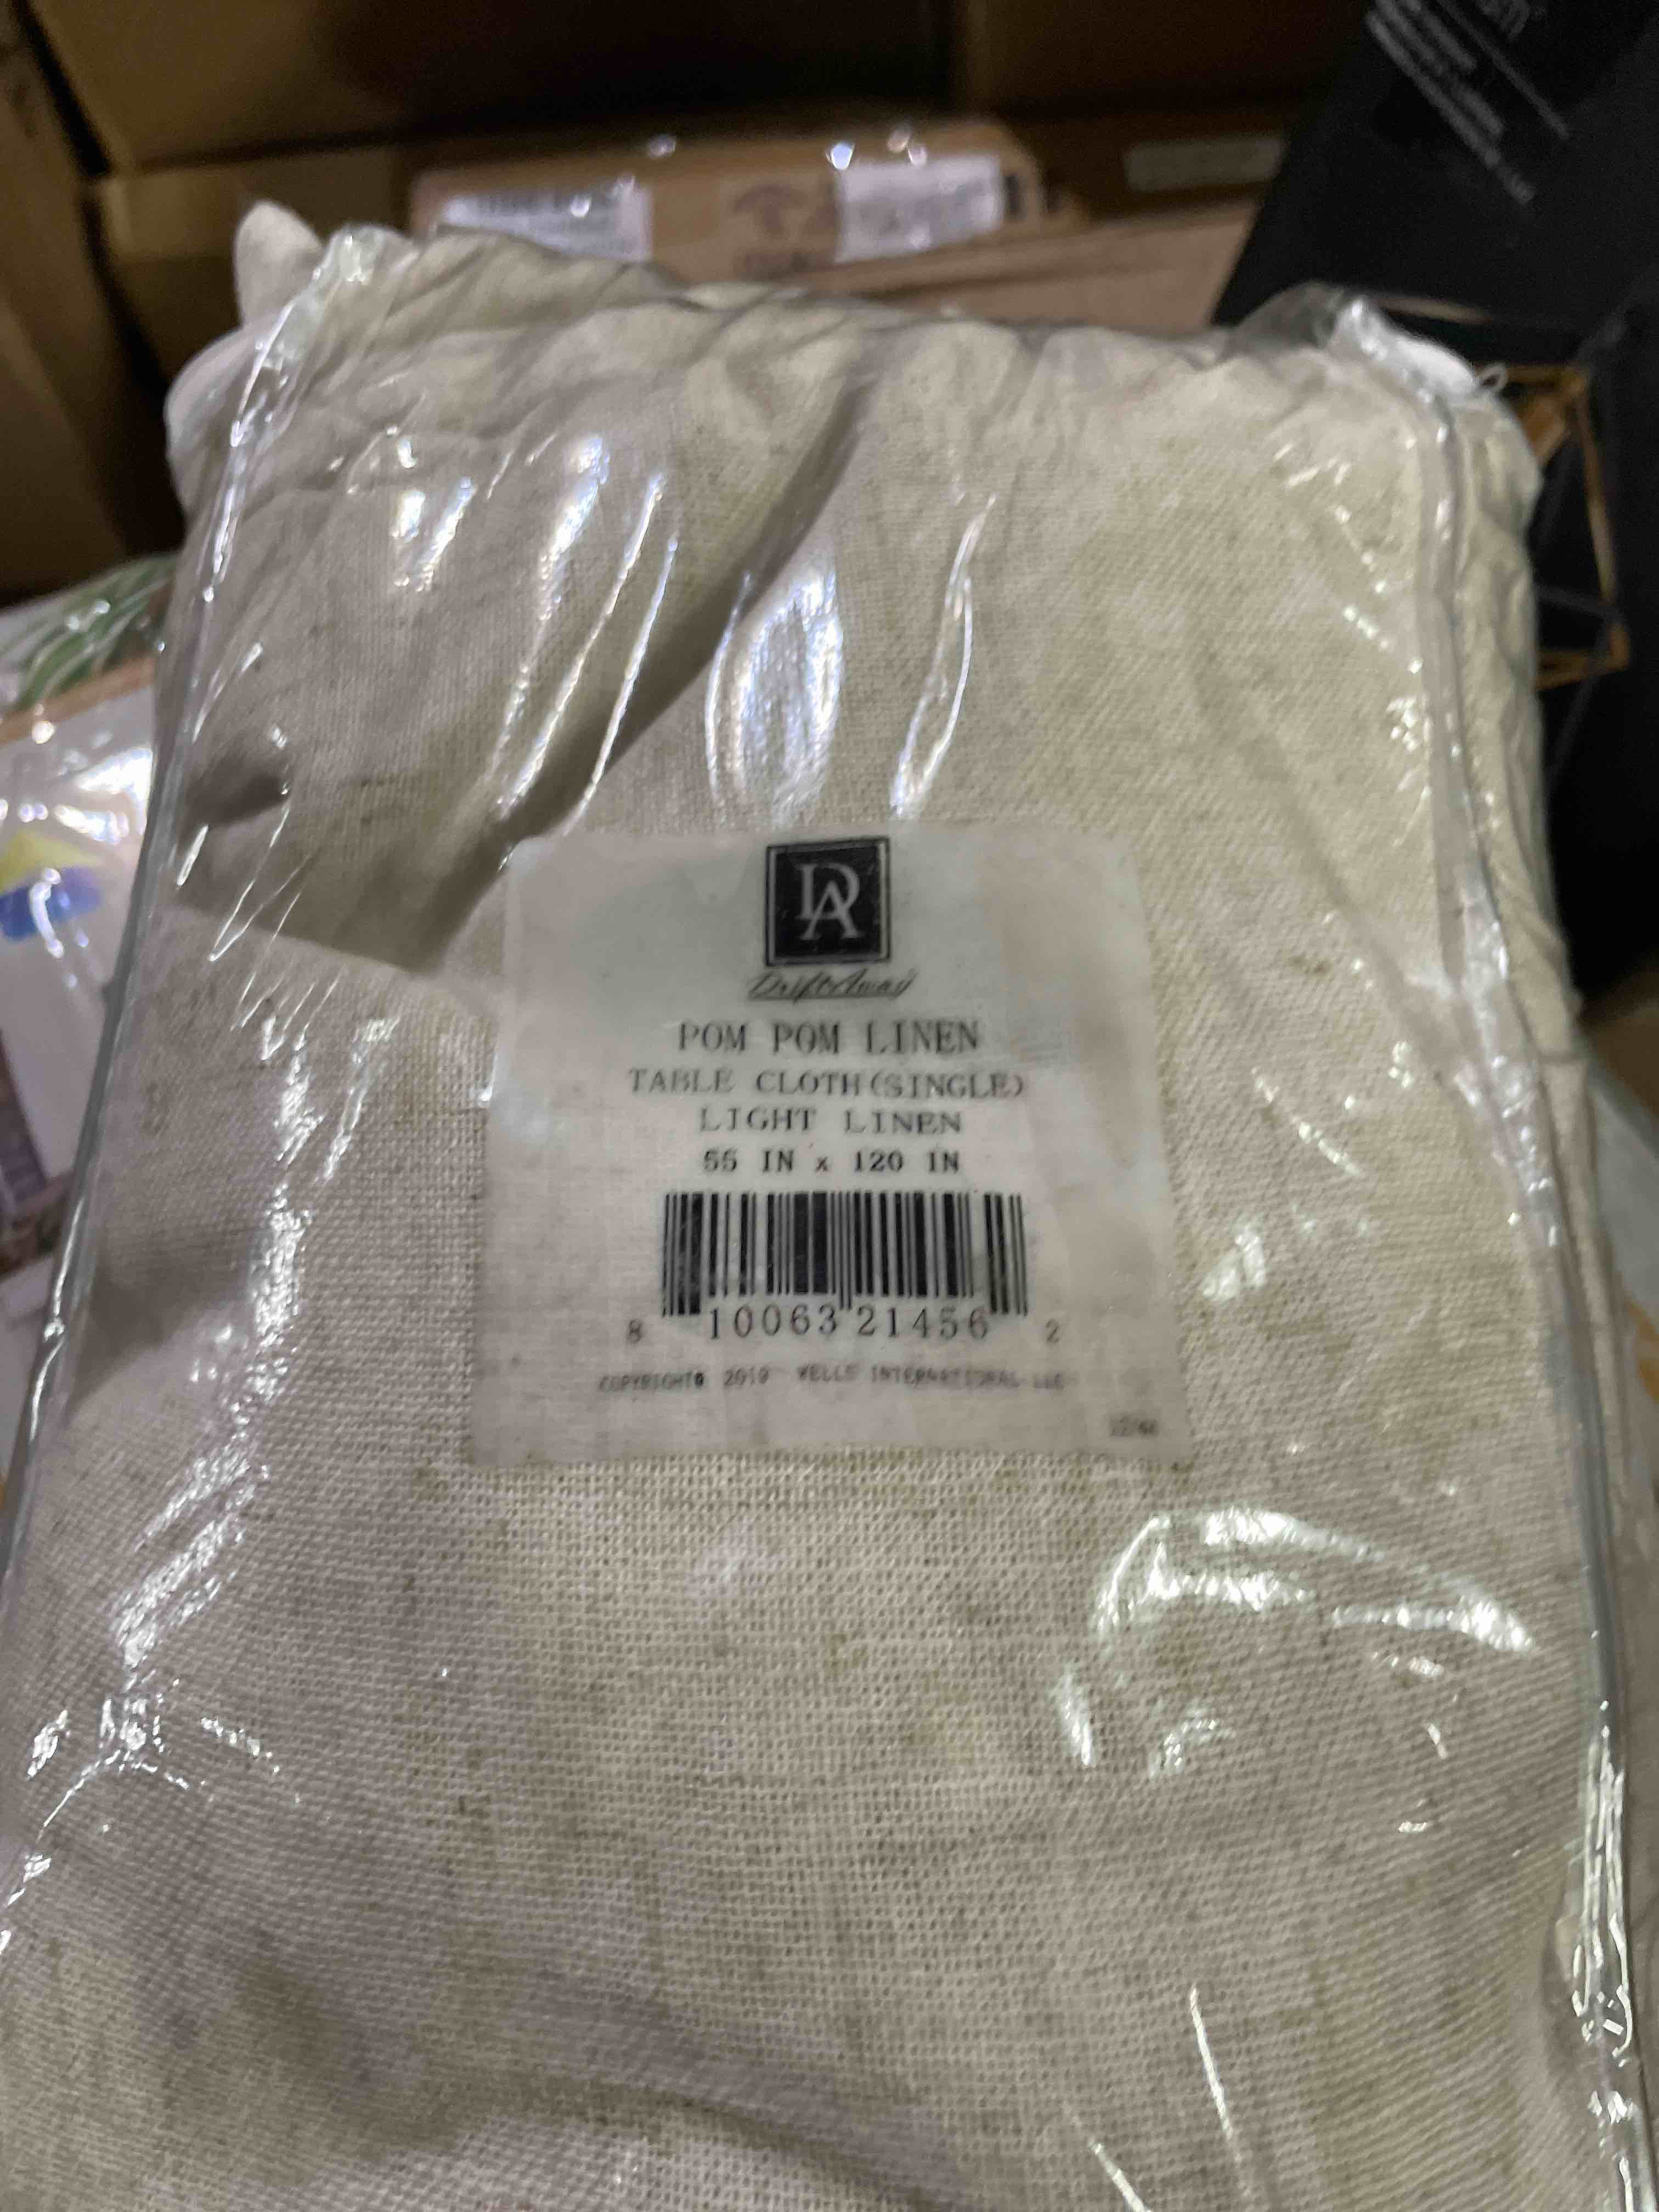 DA
DriftAway
POM POM LINEN
TABLE CLOTH(SINGLE)
LIGHT LINEN
55 IN x 120 IN
8 10063 21456 2
COPYRIGHT© 2019 WELLS INTERNATIONAL LLC